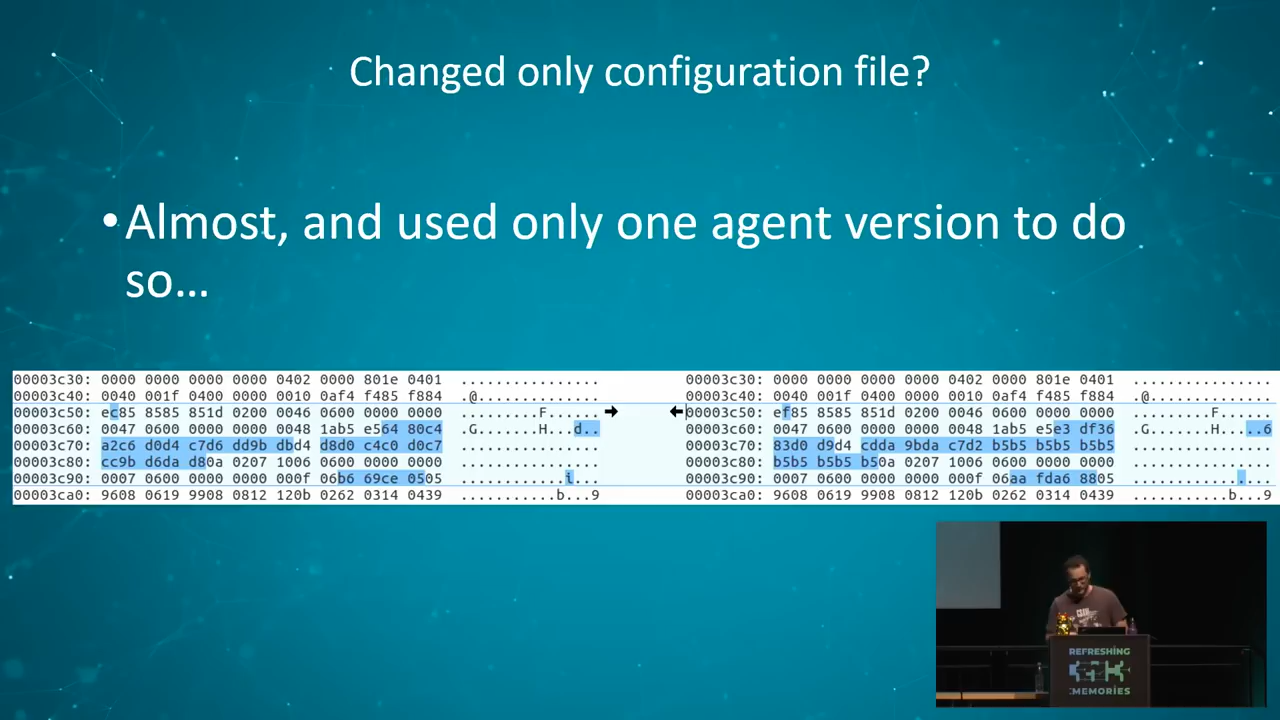 Changed only configuration file?
•Almost, and used only one agent version to do
so…
00003c30: 0000 0000 0000 0000 0402 0000 801e 0401 ................
00003c40: 0040 001f 0400 0000 0010 0af4 f485 f884 .@..............
00003c50: ec85 8585 851d 0200 0046 0600 0000 0000 .........F......
00003c60: 0047 0600 0000 0000 0048 1ab5 e564 80c4 .G.......H...d..
00003c70: a2c6 d0d4 c7d6 dd9b dbd4 d8d0 c4c0 d0c7 ................
00003c80: cc9b d6da d80a 0207 1006 0600 0000 0000 ................
00003c90: 0007 0600 0000 0000 000f 06b6 69ce 0505 ............i...
00003ca0: 9608 0619 9908 0812 120b 0262 0314 0439 ...........b...9
00003c30: 0000 0000 0000 0000 0402 0000 801e 0401 ................
00003c40: 0040 001f 0400 0000 0010 0af4 f485 f884 .@..............
00003c50: ef85 8585 851d 0200 0046 0600 0000 0000 .........F......
00003c60: 0047 0600 0000 0000 0048 1ab5 e5e3 df36 .G.......H.....6
00003c70: 83d0 d9d4 cdda 9bda c7d2 b5b5 b5b5 b5b5 ................
00003c80: b5b5 b5b5 b50a 0207 1006 0600 0000 0000 ................
00003c90: 0007 0600 0000 0000 000f 06aa fda6 8805 ................
00003ca0: 9608 0619 9908 0812 120b 0262 0314 0439 ...........b...9
REFRESHING
MEMORIES